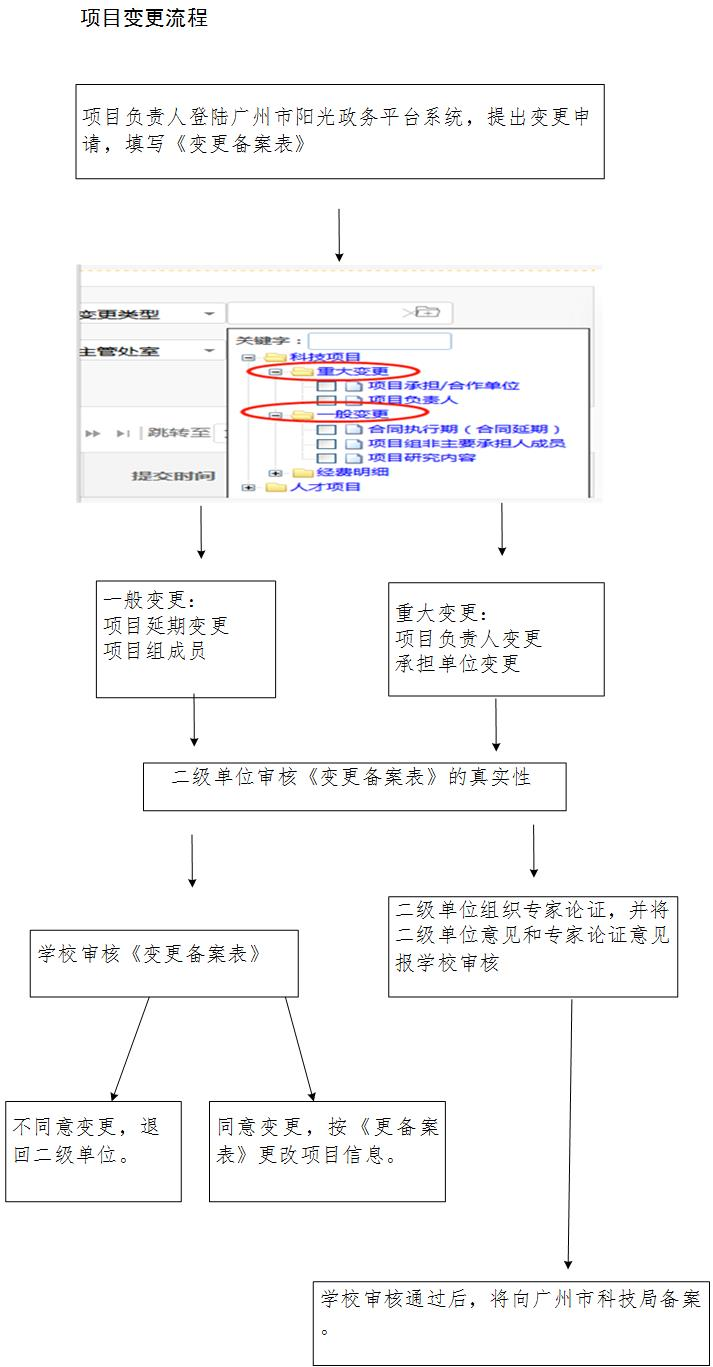 项目变更流程
项目负责人登陆广州市阳光政务平台系统，提出变更申
请，填写《变更备案表》
变更类型
关键字：
主管处室
科技项目
重大变更
项目承担/合作单位
项目负责人
一般变更
合同执行期（合同延期）
跳转至
项目组非主要承担人成员
项目研究内容
提交时间
经费明细
人才项目
一般变更：
项目延期变更
项目组成员
重大变更：
项目负责人变更
承担单位变更
二级单位审核《变更备案表》的真实性
学校审核《变更备案表》
二级单位组织专家论证，并将
二级单位意见和专家论证意见
报学校审核
不同意变更，退
回二级单位。
同意变更，按《更备案
表》更改项目信息。
学校审核通过后，将向广州市科技局备案
。